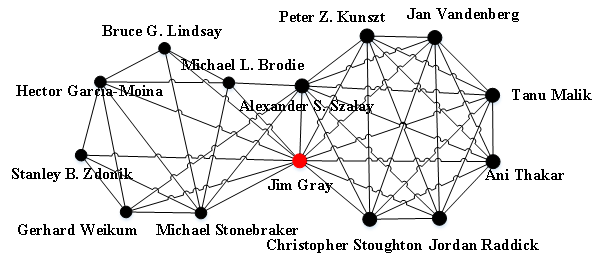 Peter Z. Kunszt
Jan Vandenberg
Bruce G. Lindsay
Michael L. Brodie
Hector Garcia-Moina
Tanu Malik
Alexander S. Szalay
Stanley B. Zdonik
Ani Thakar
Jim Gray
Gerhard Weikum
Michael Stonebraker
Christopher Stoughton
Jordan Raddick